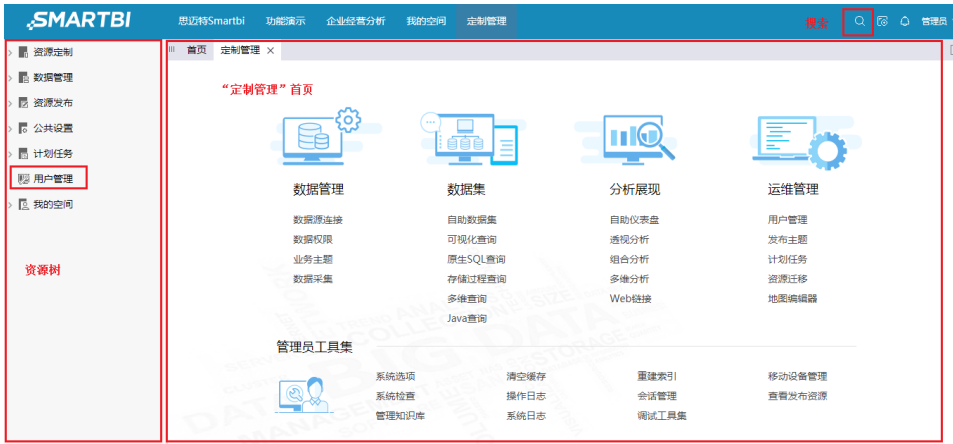 SMARTBI
思迈特Smartbi 功能演示 企业经营分析 我的空间 定制管理 搜全 管理员
资源定制
数据管理
资源发布
公共设置
计划任务
用户管理
我的空间
资源树
首页 定制管理 ×
“定制管理”首页
数据管理 数据集 分析展现 运维管理
数据源连接 自助数据集 自助仪表盘 用户管理
数据权限 可视化查询 透视分析 发布主题
业务主题 原生SQL查询 组合分析 计划任务
数据采集 存储过程查询 多维分析 资源迁移
多维查询 Web链接 地图编辑器
Java查询
管理员工具集
系统选项 清空缓存 重建索引 移动设备管理
系统检查 操作日志 会话管理 查看发布资源
管理知识库 系统日志 调试工具集
BIG DATA